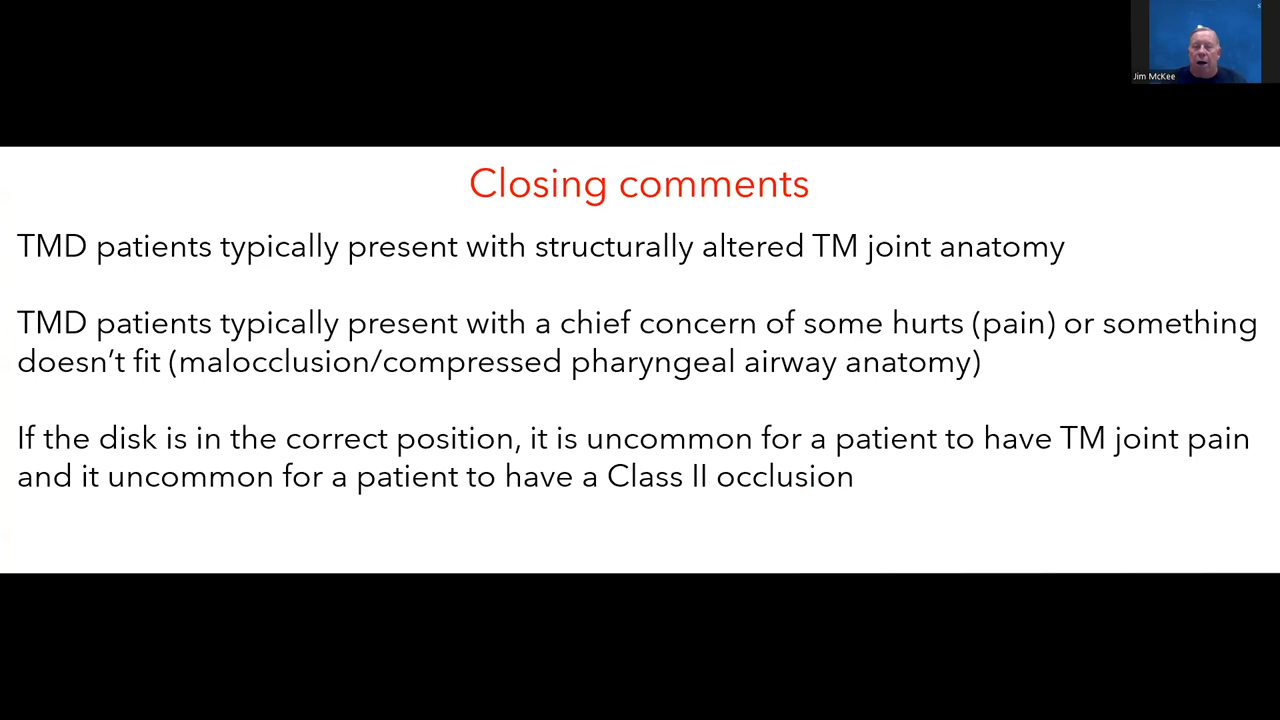 Jim McKee
Closing comments
TMD patients typically present with structurally altered TM joint anatomy
TMD patients typically present with a chief concern of some hurts (pain) or something
doesn’t fit (malocclusion/compressed pharyngeal airway anatomy)
If the disk is in the correct position, it is uncommon for a patient to have TM joint pain
and it uncommon for a patient to have a Class II occlusion